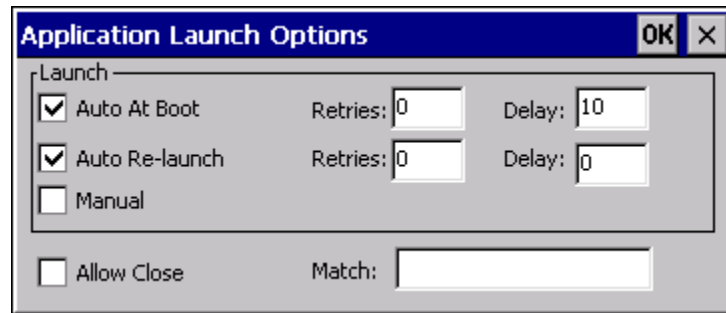 Application Launch Options OK ×
Launch
Auto At Boot Retries: 0 Delay: 10
Auto Re-launch Retries: 0 Delay: 0
Manual
Allow Close Match: